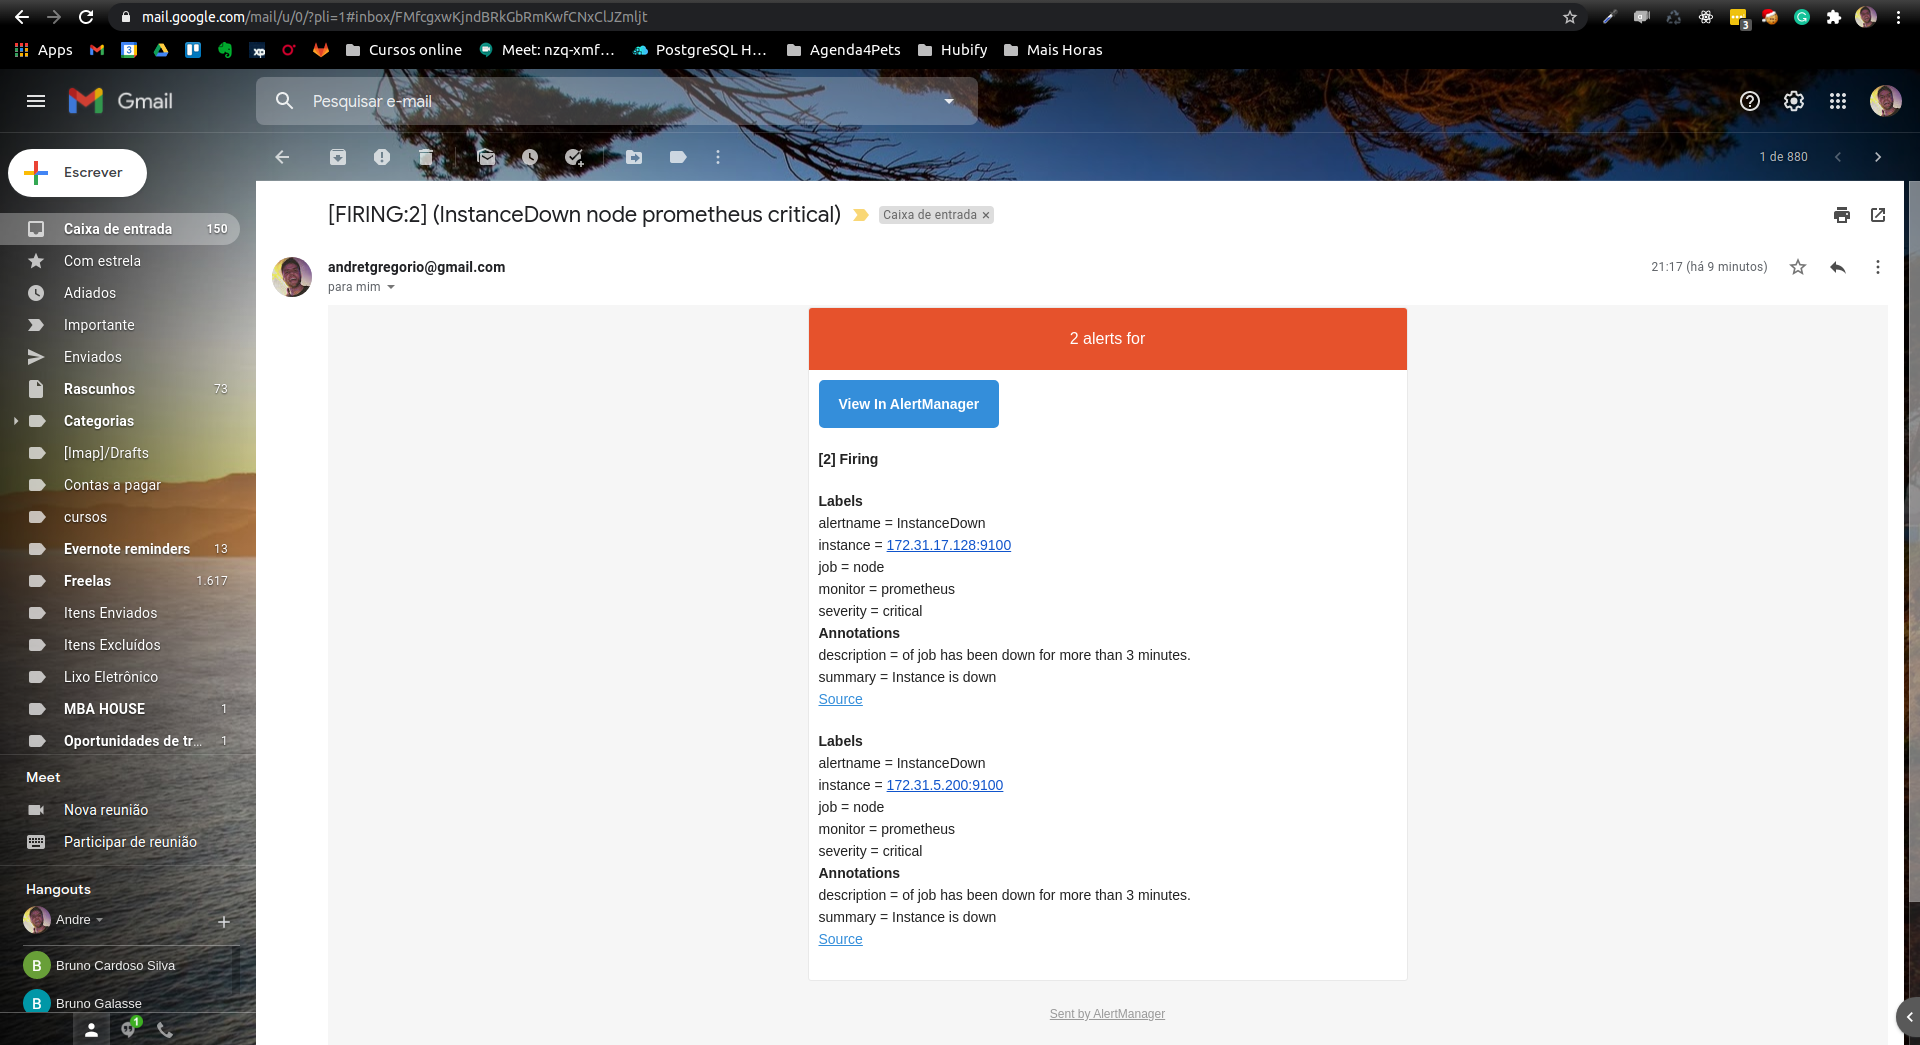 mail.google.com/mail/u/0/?pli=1#inbox/FMfcgxwKjndBRkGbRmKwfCNxClJZmljt
3
Apps
3
xp
Cursos online
Meet: nzq-xmf…
PostgreSQL H…
Agenda4Pets
Hubify
Mais Horas
Gmail
Pesquisar e-mail
Escrever
1 de 880
Caixa de entrada 150
Com estrela
Adiados
Importante
Enviados
Rascunhos 73
Categorias
[Imap]/Drafts
Contas a pagar
cursos
Evernote reminders 13
Freelas 1.617
Itens Enviados
Itens Excluídos
Lixo Eletrônico
MBA HOUSE 1
Oportunidades de tr… 1
Meet
Nova reunião
Participar de reunião
Hangouts
Andre
B Bruno Cardoso Silva
B Bruno Galasse
1
[FIRING:2] (InstanceDown node prometheus critical)
Caixa de entrada ×
andretgregorio@gmail.com
21:17 (há 9 minutos)
para mim
2 alerts for
View In AlertManager
[2] Firing
Labels
alertname = InstanceDown
instance = 172.31.17.128:9100
job = node
monitor = prometheus
severity = critical
Annotations
description = of job has been down for more than 3 minutes.
summary = Instance is down
Source
Labels
alertname = InstanceDown
instance = 172.31.5.200:9100
job = node
monitor = prometheus
severity = critical
Annotations
description = of job has been down for more than 3 minutes.
summary = Instance is down
Source
Sent by AlertManager